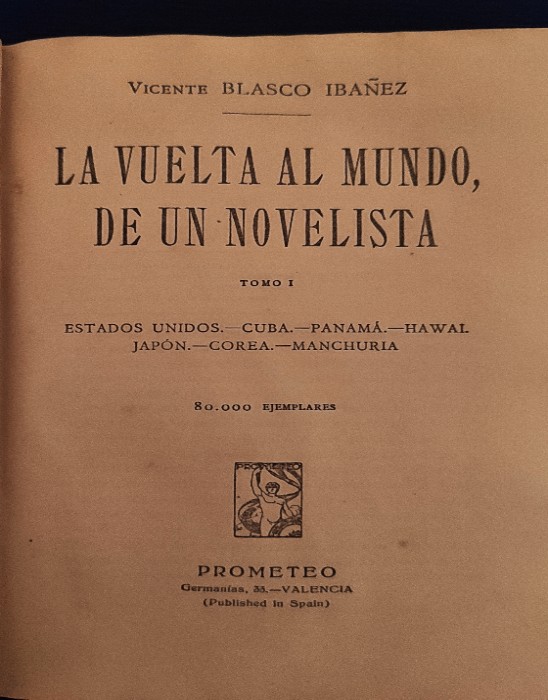 Vicente BLASCO IBAÑEZ
LA VUELTA AL MUNDO,
DE UN NOVELISTA
TOMO I
ESTADOS UNIDOS.—CUBA.—PANAMÁ.—HAWAI.
JAPÓN.—COREA.—MANCHURIA
80.000 EJEMPLARES
PROMETEO
PROMETEO
Germanías, 33.—VALENCIA
(Published in Spain)